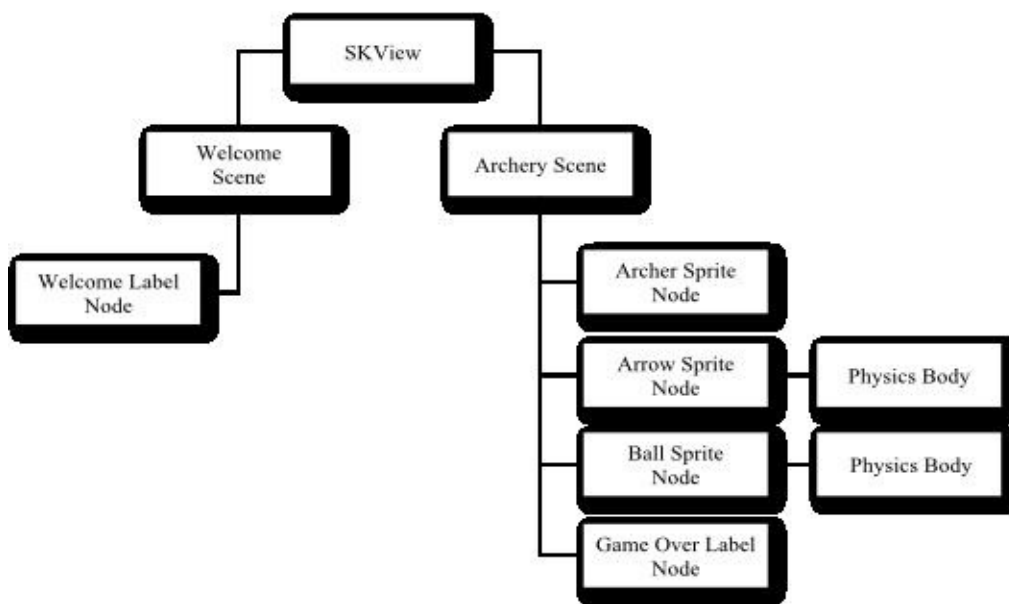 SKView
Welcome
Scene
Archery Scene
Welcome Label
Node
Archer Sprite
Node
Arrow Sprite
Node
Physics Body
Ball Sprite
Node
Physics Body
Game Over Label
Node